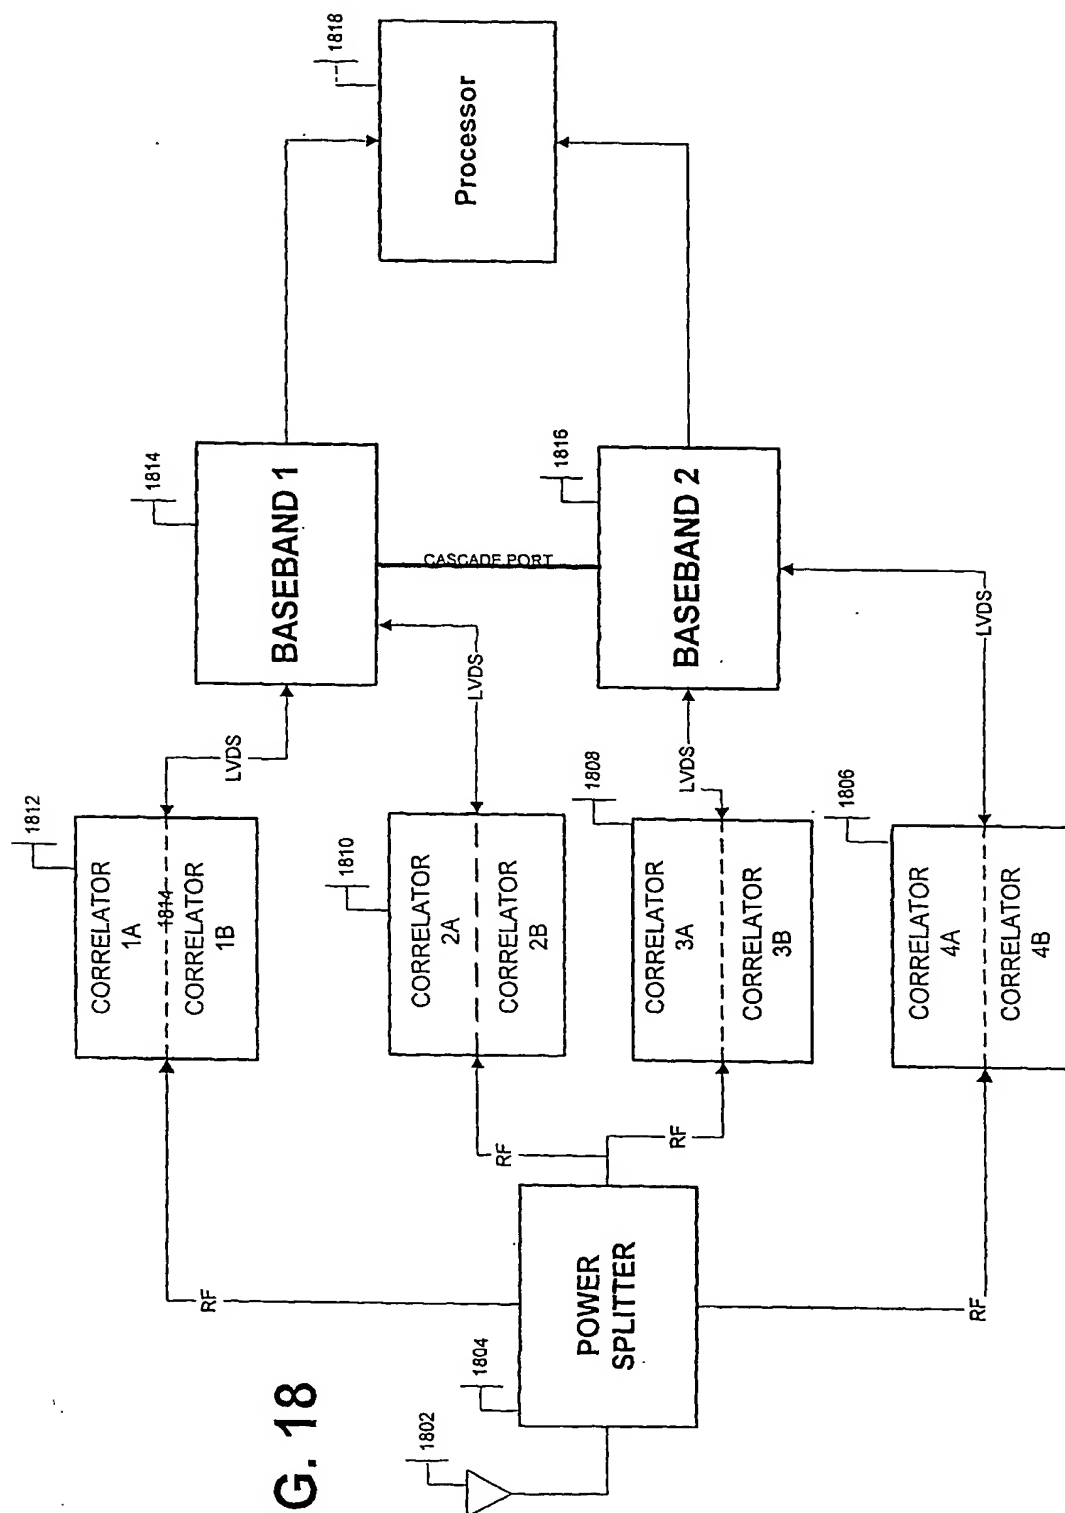 1818
Processor
1814
BASEBAND 1
CASCADE PORT
1816
BASEBAND 2
LVDS
LVDS
LVDS
LVDS
1812
CORRELATOR
1A
1814
CORRELATOR
1B
1810
CORRELATOR
2A
CORRELATOR
2B
1808
CORRELATOR
3A
CORRELATOR
3B
1806
CORRELATOR
4A
CORRELATOR
4B
RF
RF
RF
RF
POWER
SPLITTER
1804
1802
G. 18